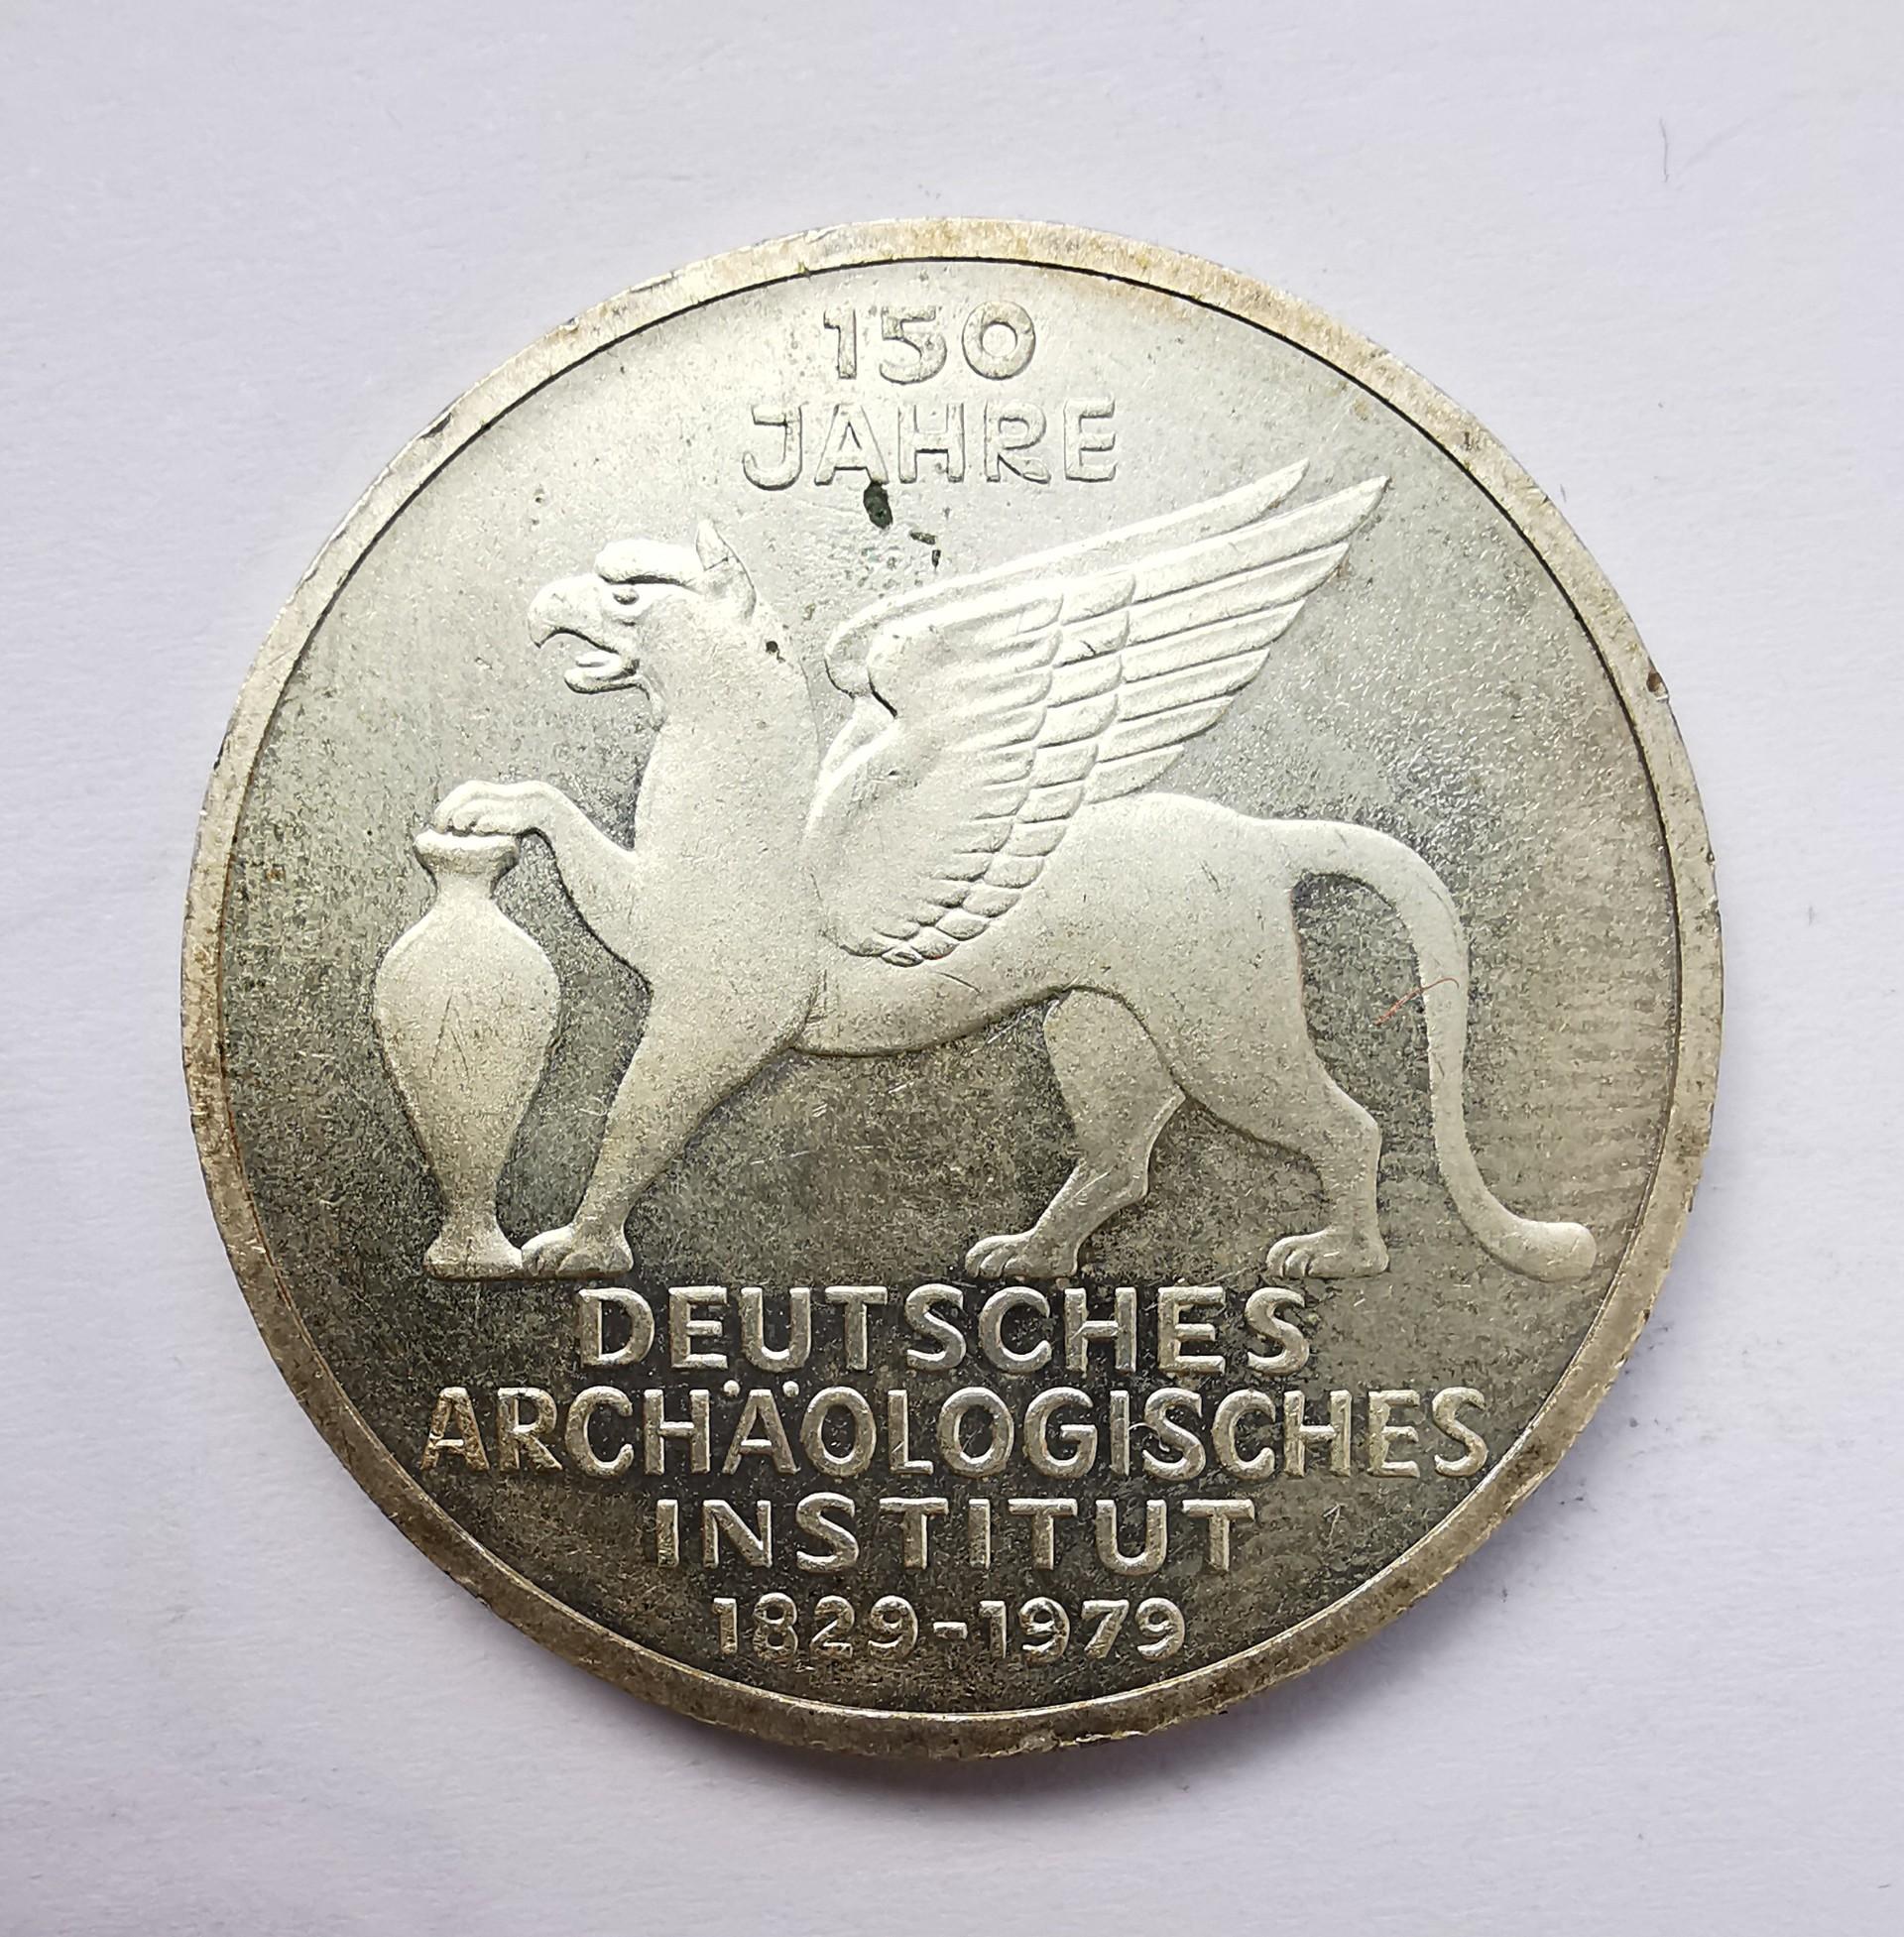 150
JAHRE
DEUTSCHES
ARCHÄOLOGISCHES
INSTITUT
1829-1979